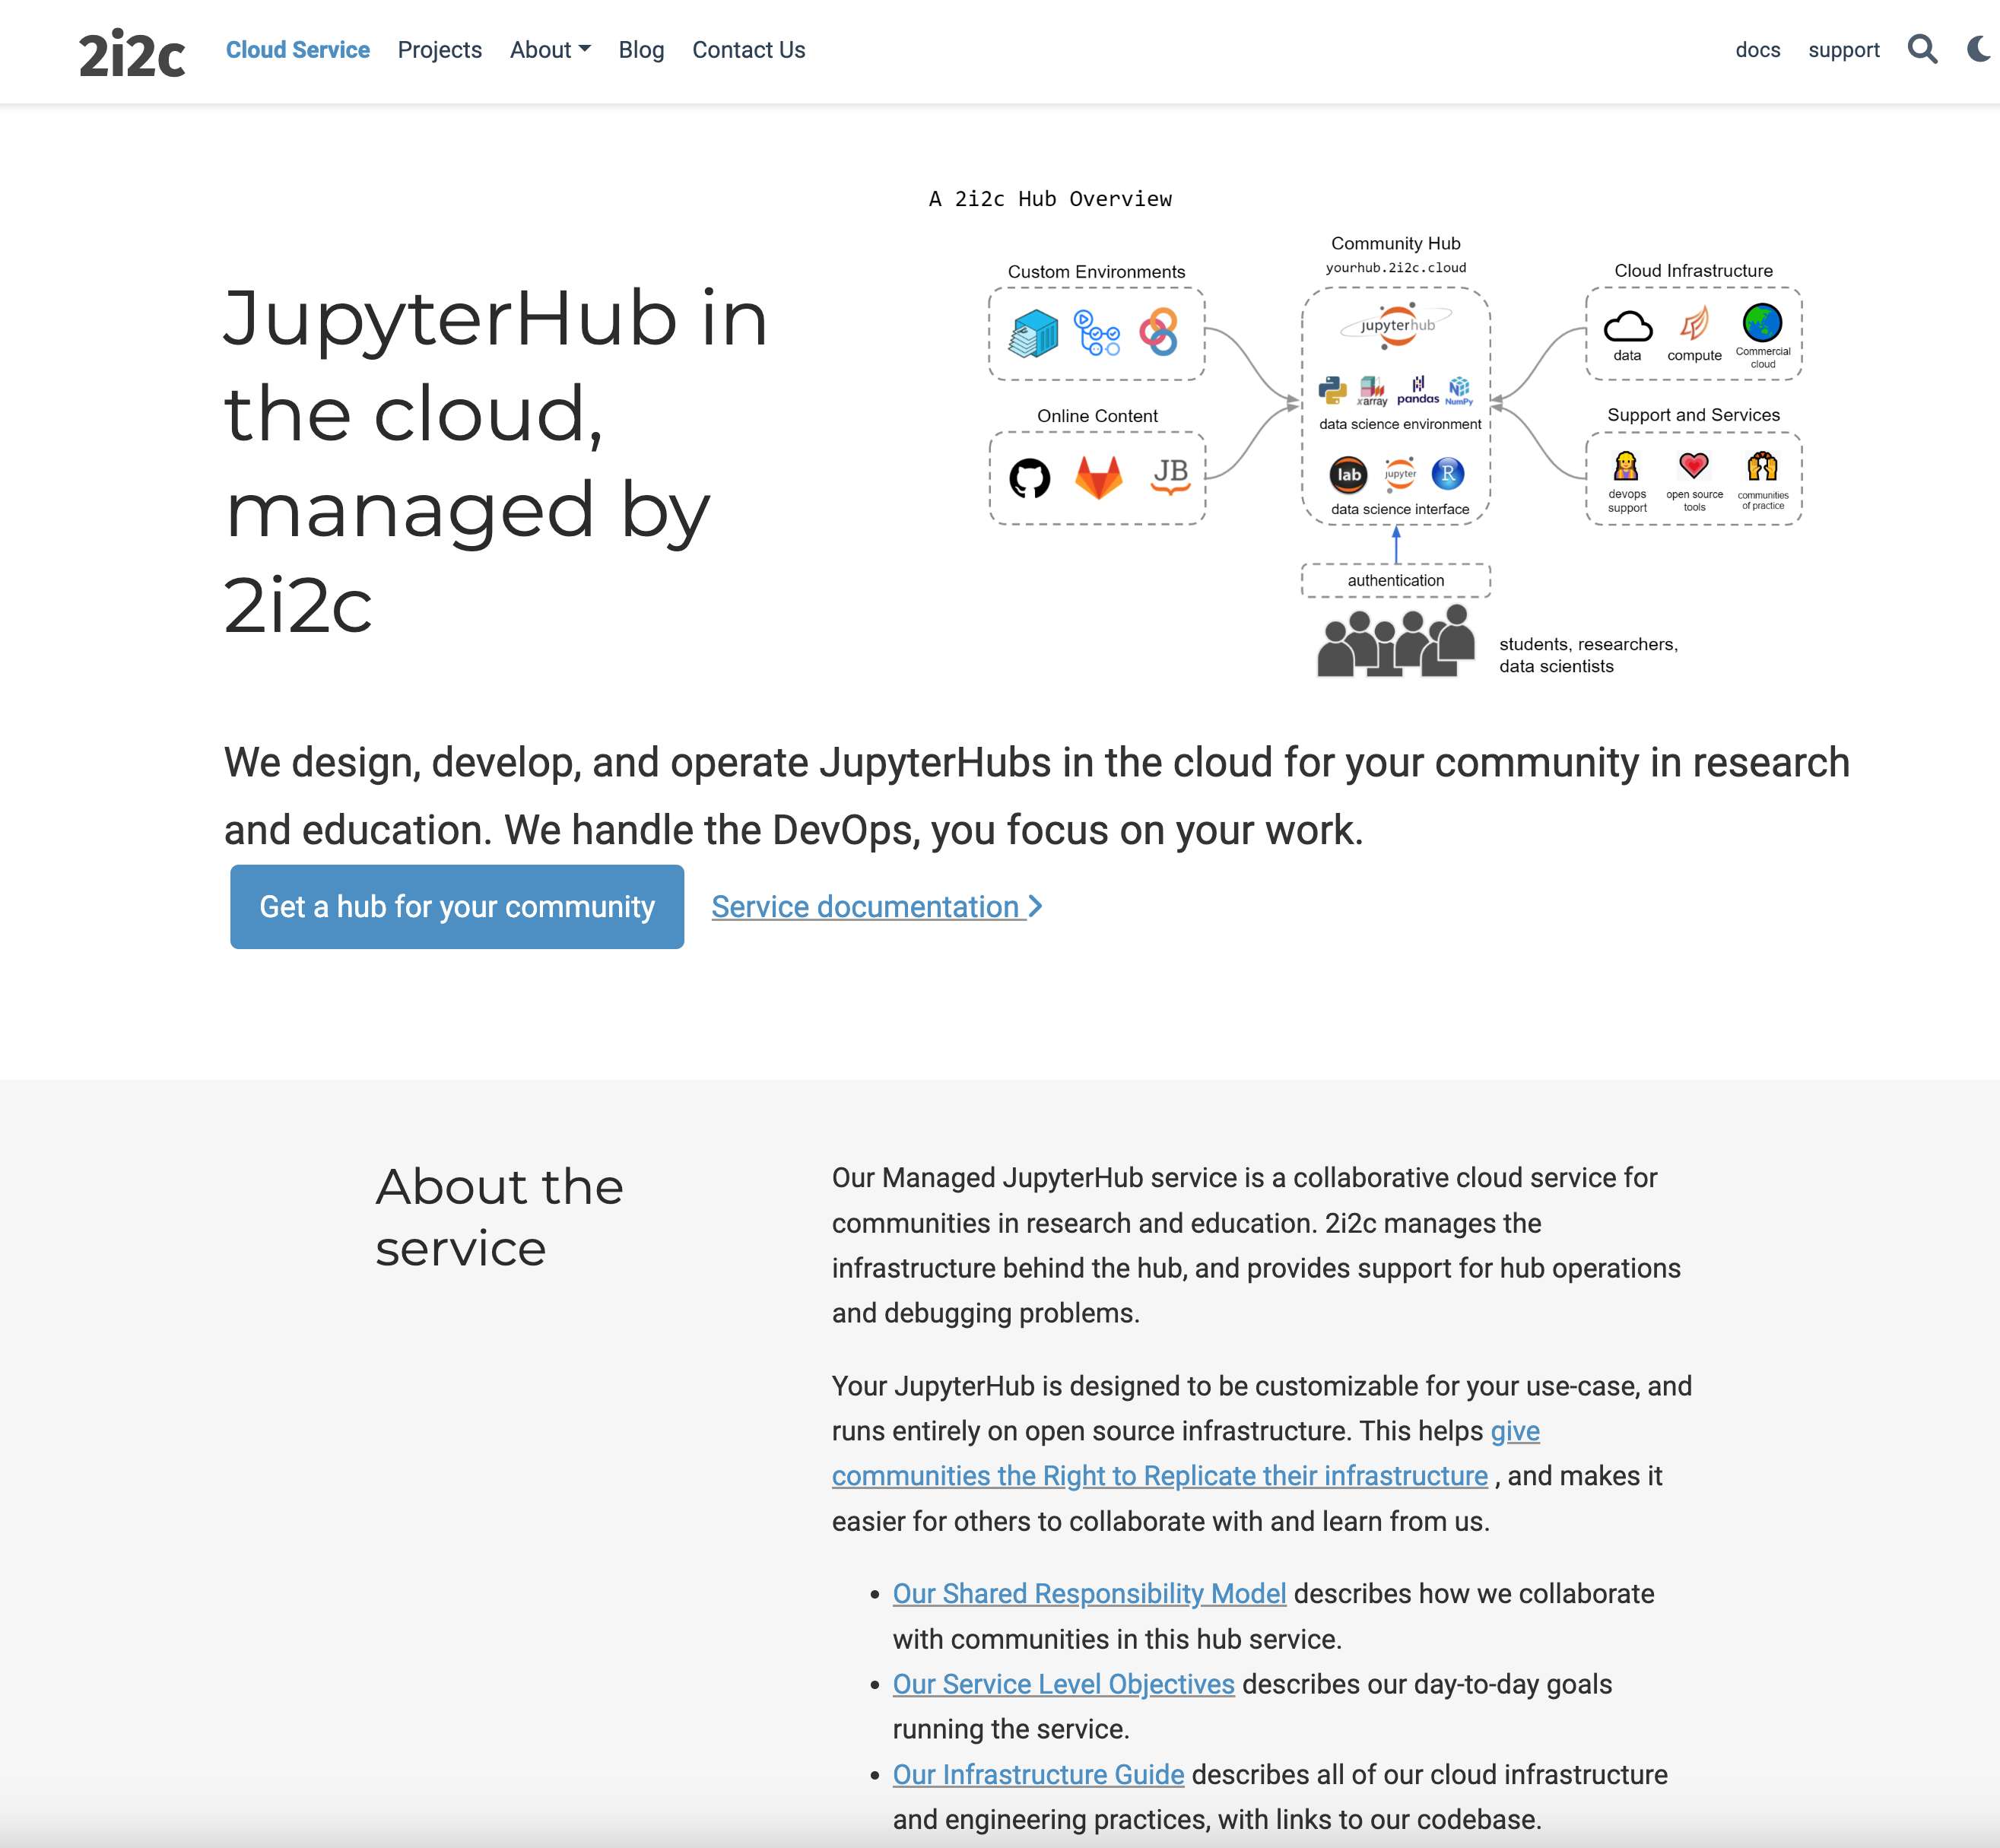 2i2c Cloud Service Projects About Blog Contact Us docs support
A 2i2c Hub Overview
JupyterHub in
the cloud,
managed by
2i2c
Community Hub
yourhub.2i2c.cloud
Custom Environments
Cloud Infrastructure
jupyterhub
data compute Commercial
cloud
xarray pandas NumPy
data science environment
Online Content
Support and Services
JB
lab jupyter R
data science interface
devops
support
open source
tools
communities
of practice
authentication
students, researchers,
data scientists
We design, develop, and operate JupyterHubs in the cloud for your community in research
and education. We handle the DevOps, you focus on your work.
Get a hub for your community Service documentation
About the
service
Our Managed JupyterHub service is a collaborative cloud service for
communities in research and education. 2i2c manages the
infrastructure behind the hub, and provides support for hub operations
and debugging problems.
Your JupyterHub is designed to be customizable for your use-case, and
runs entirely on open source infrastructure. This helps give
communities the Right to Replicate their infrastructure , and makes it
easier for others to collaborate with and learn from us.
• Our Shared Responsibility Model describes how we collaborate
with communities in this hub service.
• Our Service Level Objectives describes our day-to-day goals
running the service.
• Our Infrastructure Guide describes all of our cloud infrastructure
and engineering practices, with links to our codebase.